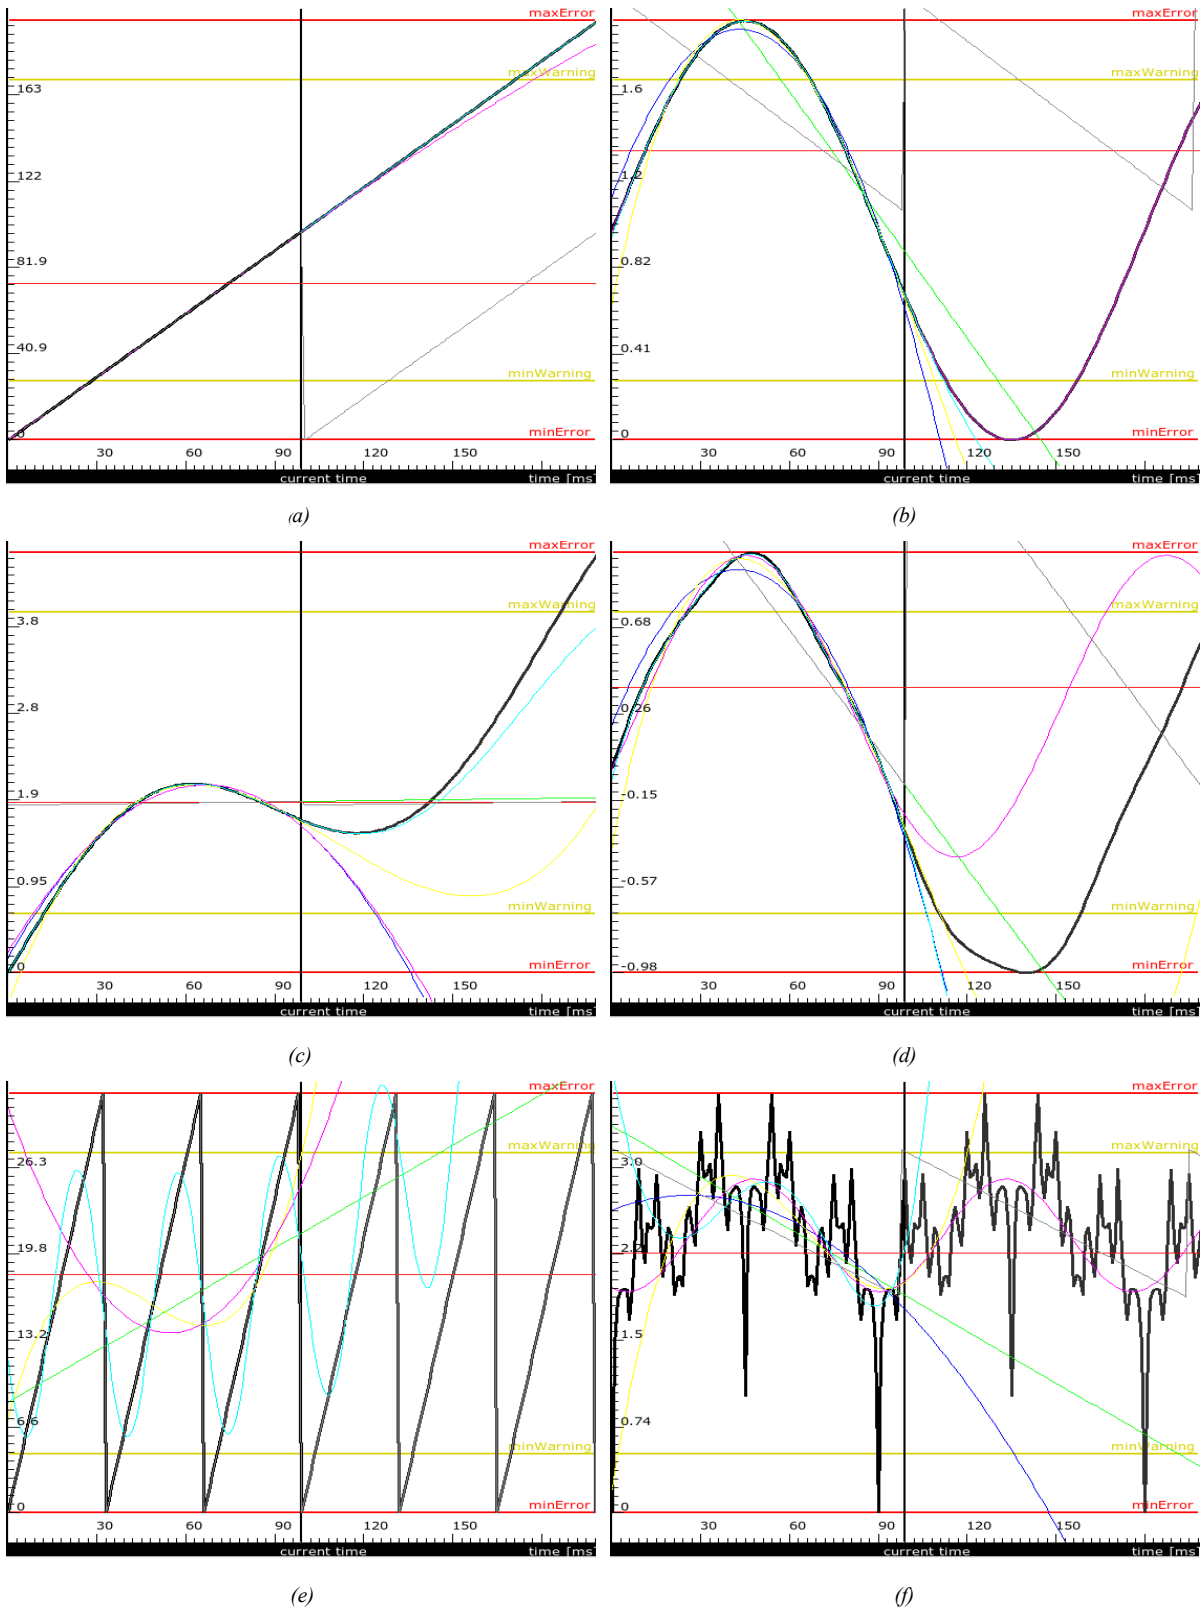 maxError
maxWarning
163
122
81.9
40.9
minWarning
0
minError
30 60 90 120 150
current time time [ms]
(a)
maxError
maxWarning
1.6
1.2
0.82
0.41
minWarning
0
minError
30 60 90 120 150
current time time [ms]
(b)
maxError
maxWarning
3.8
2.8
1.9
0.95
minWarning
0
minError
30 60 90 120 150
current time time [ms]
(c)
maxError
maxWarning
0.68
0.26
-0.15
-0.57
minWarning
-0.98
minError
30 60 90 120 150
current time time [ms]
(d)
maxError
maxWarning
26.3
19.8
13.2
6.6
minWarning
0
minError
30 60 90 120 150
current time time [ms]
(e)
maxError
maxWarning
3.0
1.5
0.74
minWarning
0
minError
30 60 90 120 150
current time time [ms]
(f)